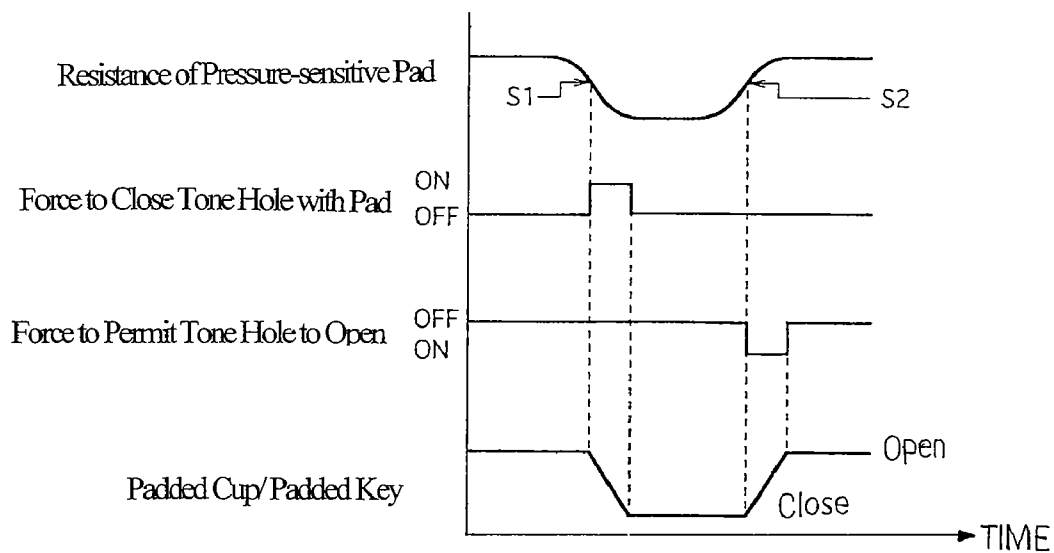 Resistance of Pressure-sensitive Pad
S1
S2
Force to Close Tone Hole with Pad
ON
OFF
Force to Permit Tone Hole to Open
OFF
ON
Padded Cup/ Padded Key
Open
Close
TIME